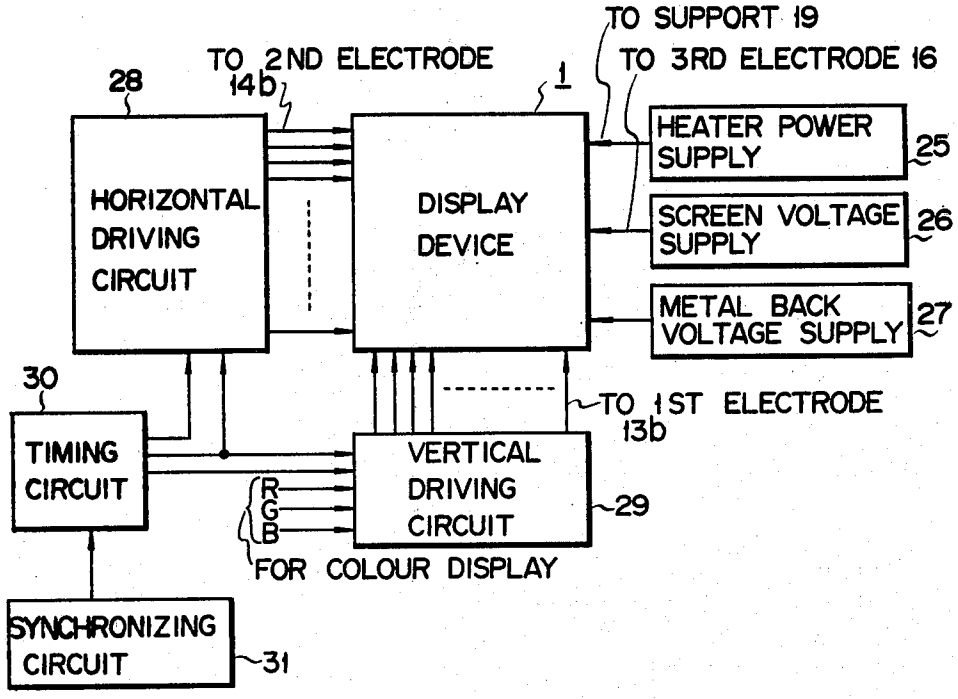 TO SUPPORT 19
TO 2ND ELECTRODE
14b
TO 3RD ELECTRODE 16
28
1
HORIZONTAL
DRIVING
CIRCUIT
DISPLAY
DEVICE
HEATER POWER
SUPPLY
25
SCREEN VOLTAGE
SUPPLY
26
METAL BACK
VOLTAGE SUPPLY
27
30
TIMING
CIRCUIT
TO 1ST ELECTRODE
13b
VERTICAL
DRIVING
CIRCUIT
29
R
G
B
FOR COLOUR DISPLAY
SYNCHRONIZING
CIRCUIT
31